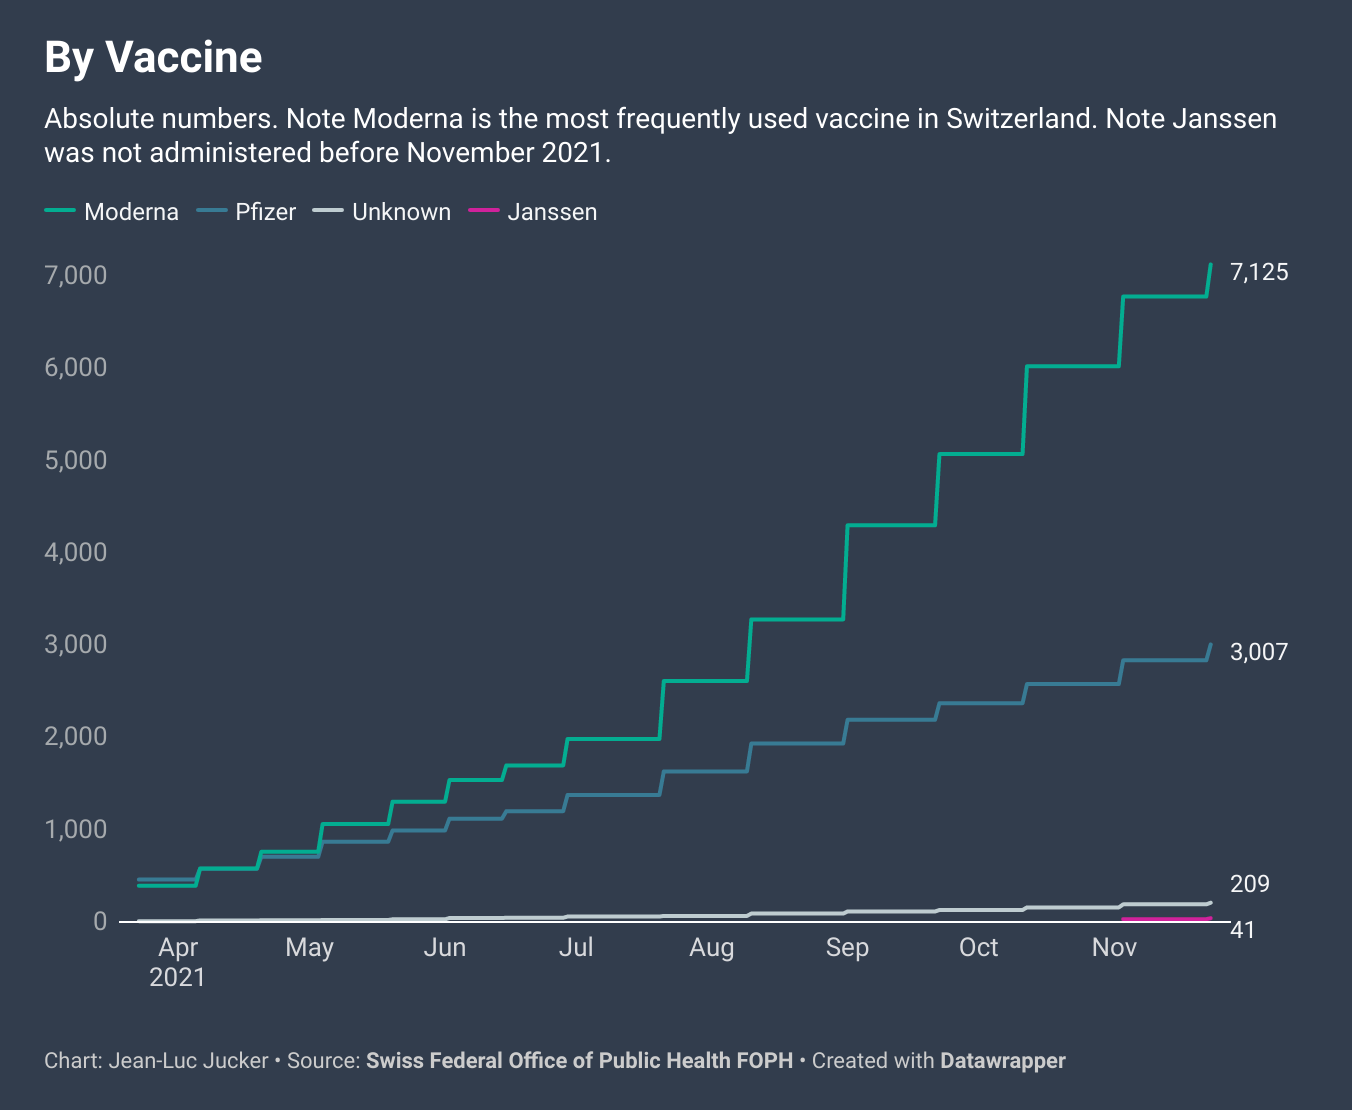 By Vaccine
Absolute numbers. Note Moderna is the most frequently used vaccine in Switzerland. Note Janssen
was not administered before November 2021.
Moderna Pfizer Unknown Janssen
7,000
6,000
5,000
4,000
3,000
2,000
1,000
0
7,125
3,007
209
41
Apr May Jun Jul Aug Sep Oct Nov
2021
Chart: Jean-Luc Jucker • Source: Swiss Federal Office of Public Health FOPH • Created with Datawrapper